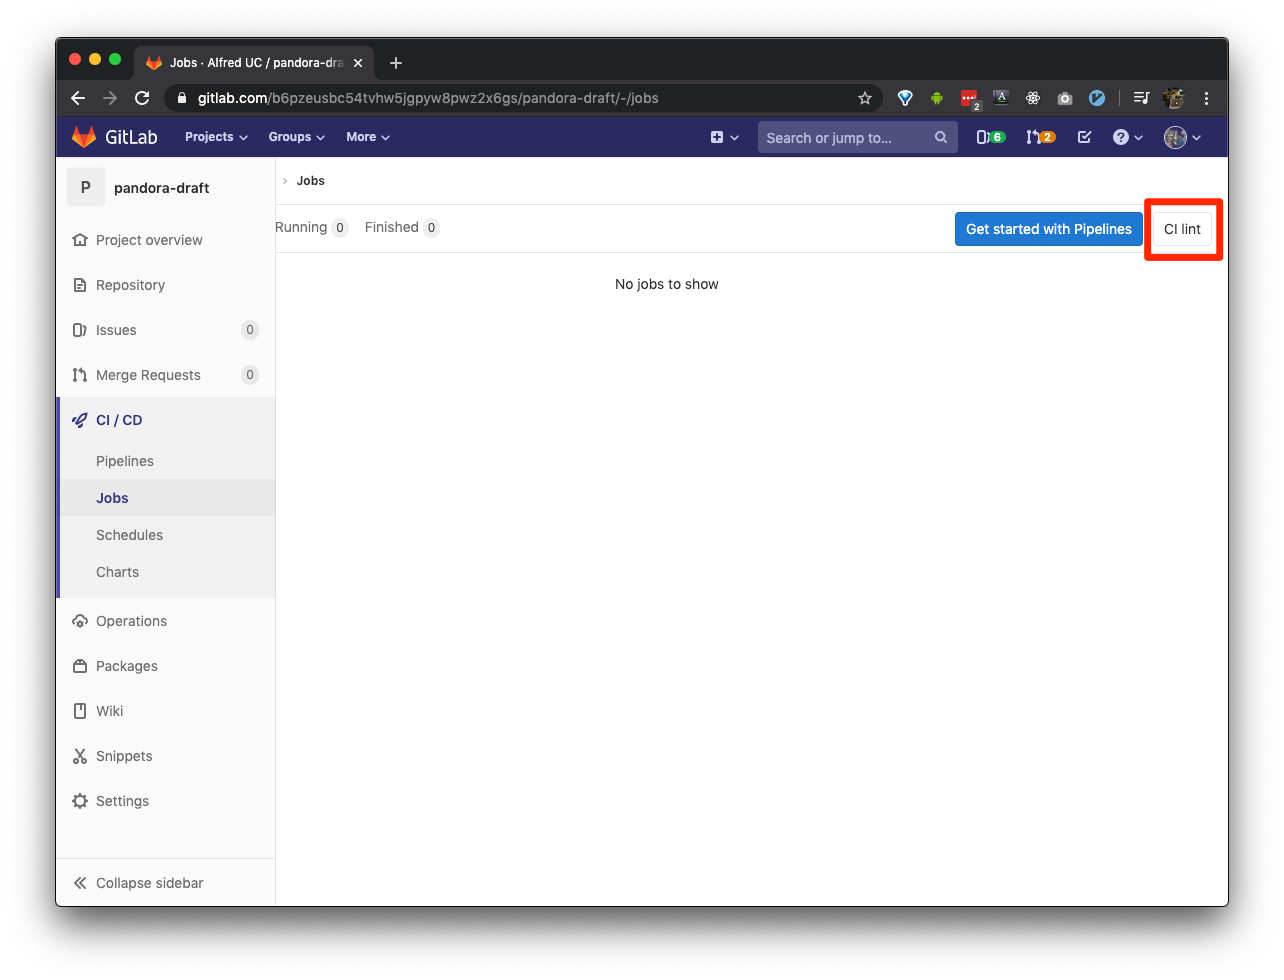 Jobs · Alfred UC / pandora-dra
gitlab.com/b6pzeusbc54tvhw5jgpyw8pwz2x6gs/pandora-draft/-/jobs
2
A
GitLab Projects Groups More Search or jump to... 6 2
P pandora-draft
Jobs
Running 0 Finished 0 Get started with Pipelines CI lint
No jobs to show
Project overview
Repository
Issues 0
Merge Requests 0
CI / CD
Pipelines
Jobs
Schedules
Charts
Operations
Packages
Wiki
Snippets
Settings
Collapse sidebar